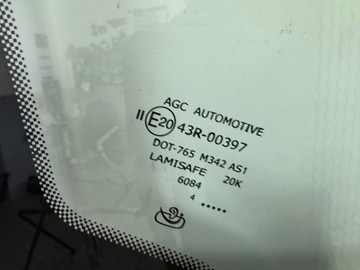 AGC AUTOMOTIVE
II E20 43R-00397
DOT-765 M342 AS1
LAMISAFE 20K
6084
4 •••••